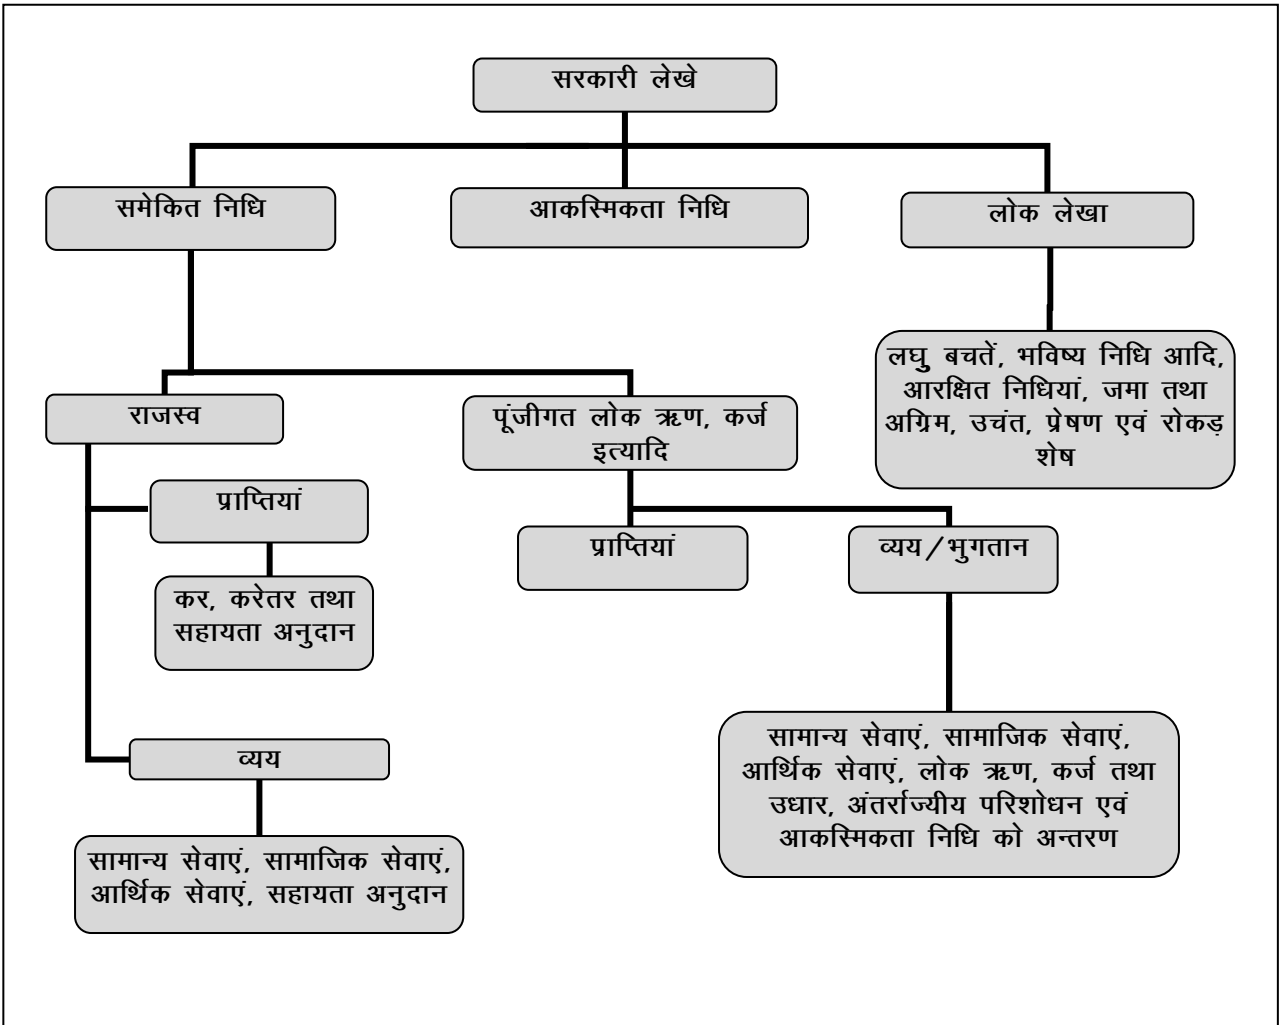 सरकारी लेखे
समेकित निधि
आकस्मिकता निधि
लोक लेखा
लघु बचतें, भविष्य निधि आदि,
आरक्षित निधियां, जमा तथा
अग्रिम, उचंत, प्रेषण एवं रोकड़
शेष
राजस्व
पूंजीगत लोक ऋण, कर्ज
इत्यादि
प्राप्तियां
प्राप्तियां
व्यय/भुगतान
कर, करेतर तथा
सहायता अनुदान
व्यय
सामान्य सेवाएं, सामाजिक सेवाएं,
आर्थिक सेवाएं, लोक ऋण, कर्ज तथा
उधार, अंतर्राज्यीय परिशोधन एवं
आकस्मिकता निधि को अन्तरण
सामान्य सेवाएं, सामाजिक सेवाएं,
आर्थिक सेवाएं, सहायता अनुदान